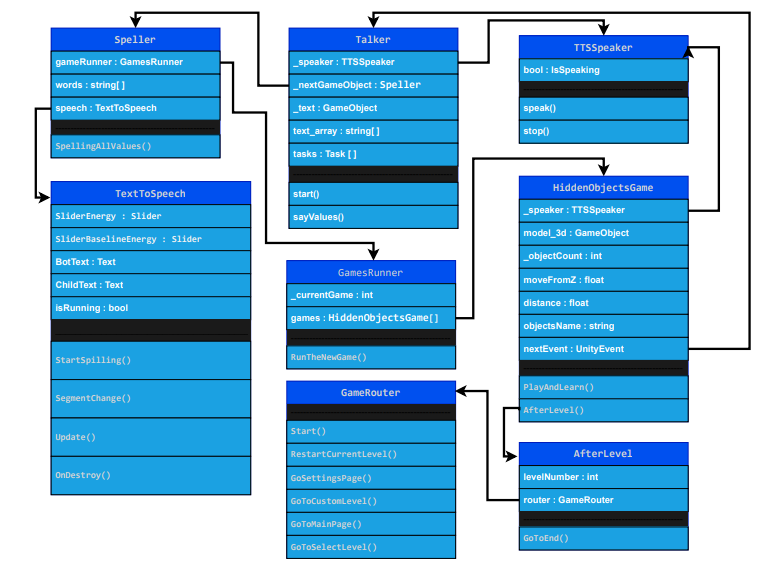 Speller
gameRunner : GamesRunner
words : string[ ]
speech : TextToSpeech
SpellingAllValues()
Talker
_speaker : TTSSpeaker
_nextGameObject : Speller
_text : GameObject
text_array : string[ ]
tasks : Task [ ]
start()
sayValues()
TTSSpeaker
bool : IsSpeaking
speak()
stop()
TextToSpeech
SliderEnergy : Slider
SliderBaselineEnergy : Slider
BotText : Text
ChildText : Text
isRunning : bool
StartSpilling()
SegmentChange()
Update()
OnDestroy()
GamesRunner
_currentGame : int
games : HiddenObjectsGame[]
RunTheNewGame()
HiddenObjectsGame
_speaker : TTSSpeaker
model_3d : GameObject
_objectCount : int
moveFromZ : float
distance : float
objectsName : string
nextEvent : UnityEvent
PlayAndLearn()
AfterLevel()
GameRouter
Start()
RestartCurrentLevel()
GoSettingsPage()
GoToCustomLevel()
GoToMainPage()
GoToSelectLevel()
AfterLevel
levelNumber : int
router : GameRouter
GoToEnd()